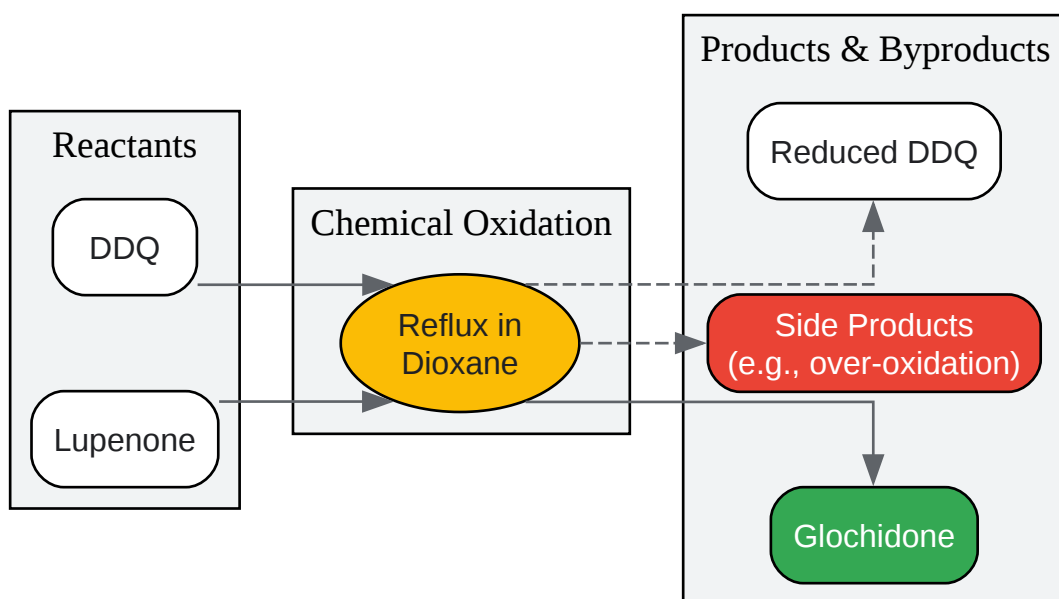 Reactants
DDQ
Lupenone
Chemical Oxidation
Reflux in
Dioxane
Products & Byproducts
Reduced DDQ
Side Products
(e.g., over-oxidation)
Glochidone